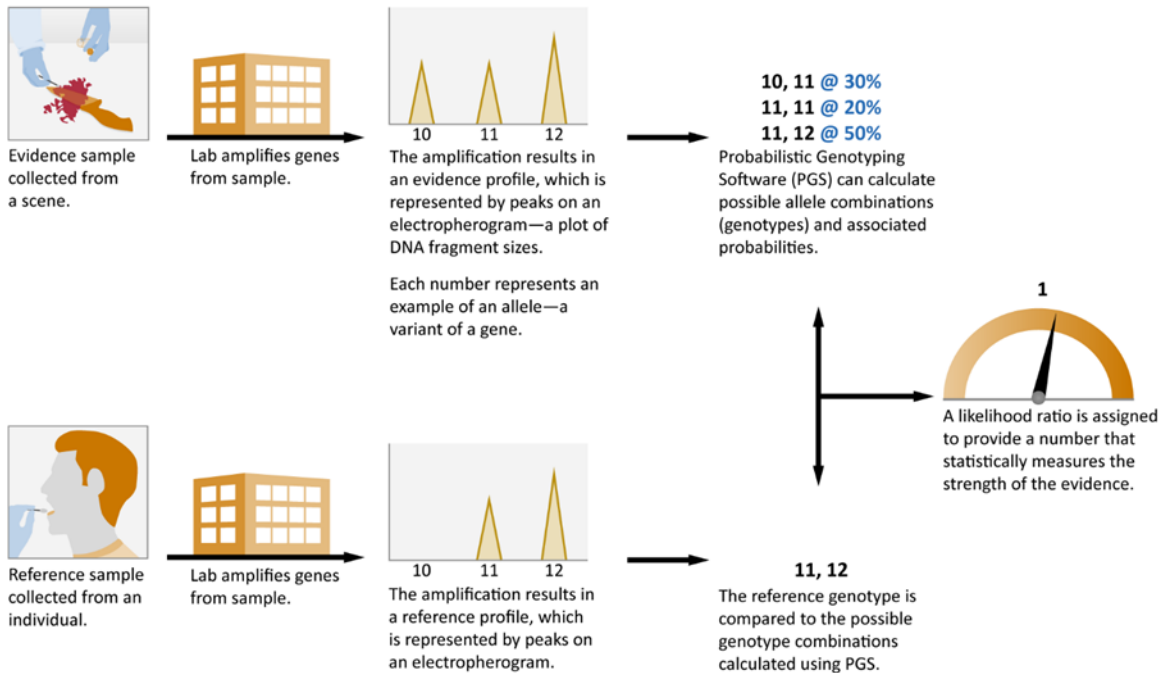 Evidence sample
collected from
a scene.
Lab amplifies genes
from sample.
10 11 12
The amplification results in
an evidence profile, which is
represented by peaks on an
electropherogram—a plot of
DNA fragment sizes.
Each number represents an
example of an allele—a
variant of a gene.
10, 11 @ 30%
11, 11 @ 20%
11, 12 @ 50%
Probabilistic Genotyping
Software (PGS) can calculate
possible allele combinations
(genotypes) and associated
probabilities.
1
A likelihood ratio is assigned
to provide a number that
statistically measures the
strength of the evidence.
Reference sample
collected from an
individual.
Lab amplifies genes
from sample.
10 11 12
The amplification results in
a reference profile, which
is represented by peaks on
an electropherogram.
11, 12
The reference genotype is
compared to the possible
genotype combinations
calculated using PGS.